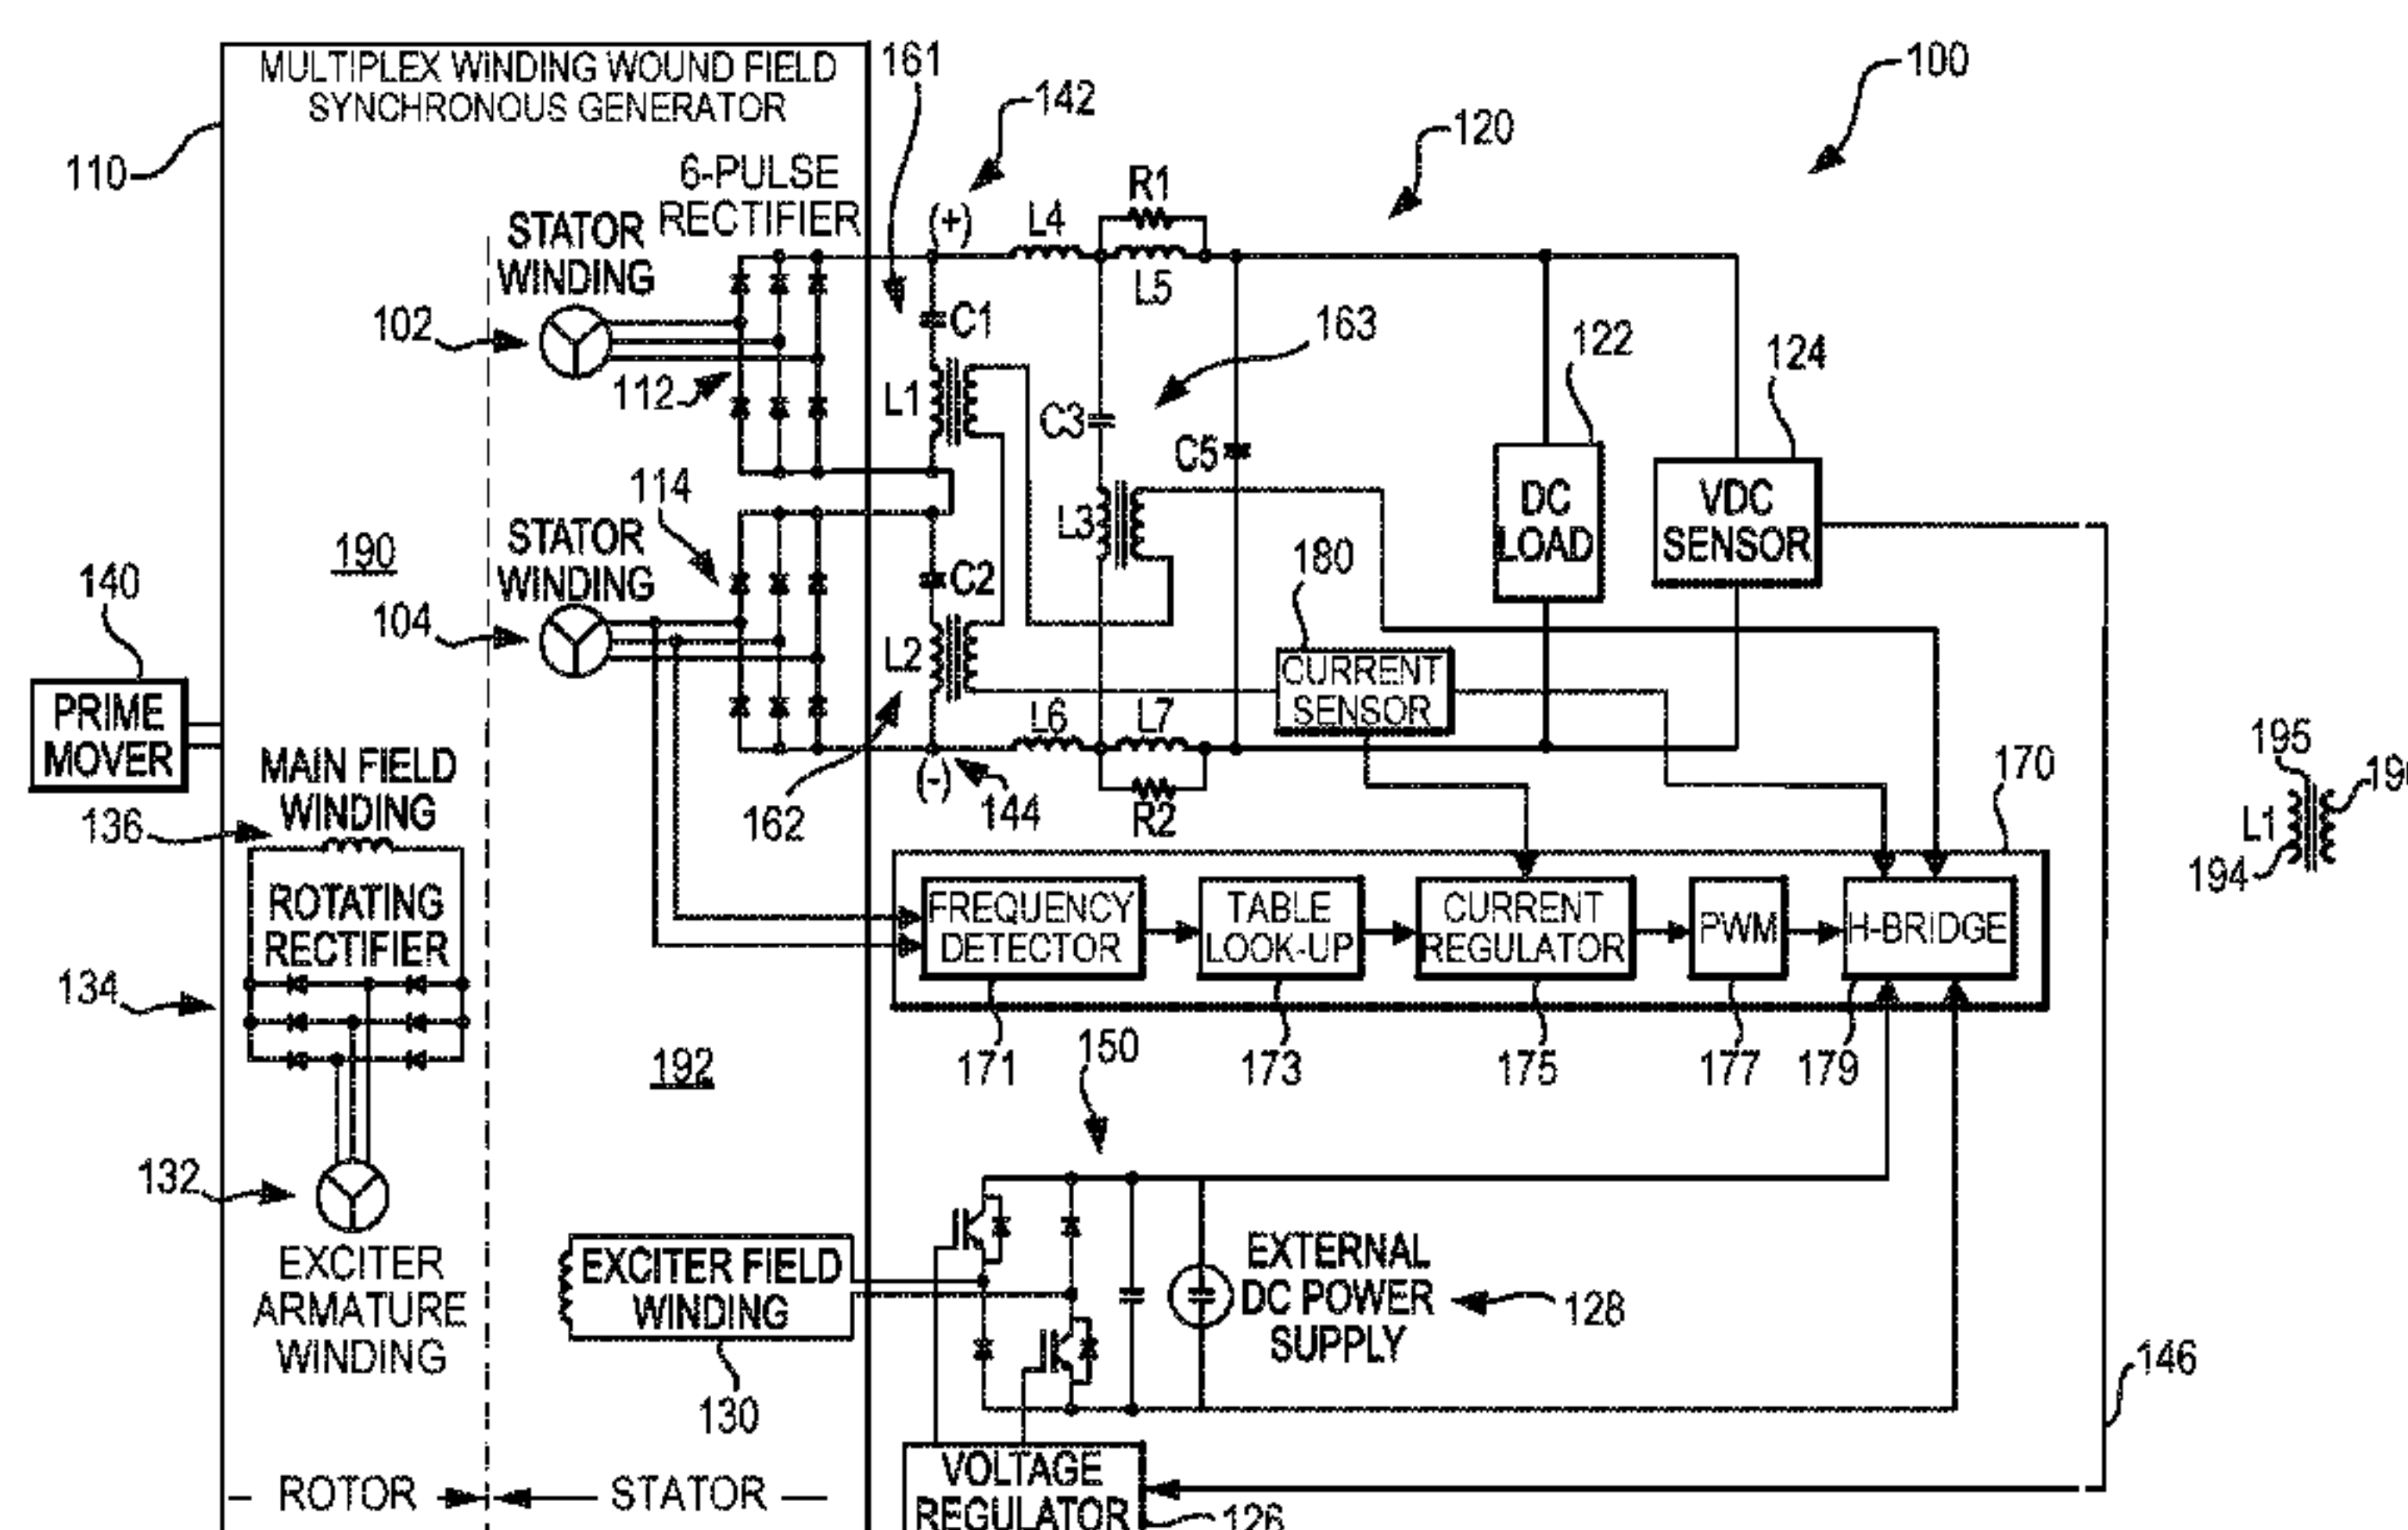 MULTIPLEX WINDING WOUND FIELD
SYNCHRONOUS GENERATOR
161
142
100
120
110
6-PULSE
RECTIFIER
R1
(+)
L4
L5
STATOR
WINDING
102
112
C1
L1
163
122
124
C3
C5
114
DC
LOAD
VDC
SENSOR
L3
190
STATOR
WINDING
180
140
104
C2
L2
CURRENT
SENSOR
PRIME
MOVER
L6
L7
MAIN FIELD
WINDING
136
(-)
144
162
R2
195
170
L1
194
ROTATING
RECTIFIER
FREQUENCY
DETECTOR
TABLE
LOOK-UP
CURRENT
REGULATOR
PWM
H-BRIDGE
134
171
173
175
177
179
150
192
132
EXCITER
ARMATURE
WINDING
EXCITER FIELD
WINDING
130
EXTERNAL
DC POWER
SUPPLY
128
146
ROTOR
STATOR
VOLTAGE
REGULATOR
126